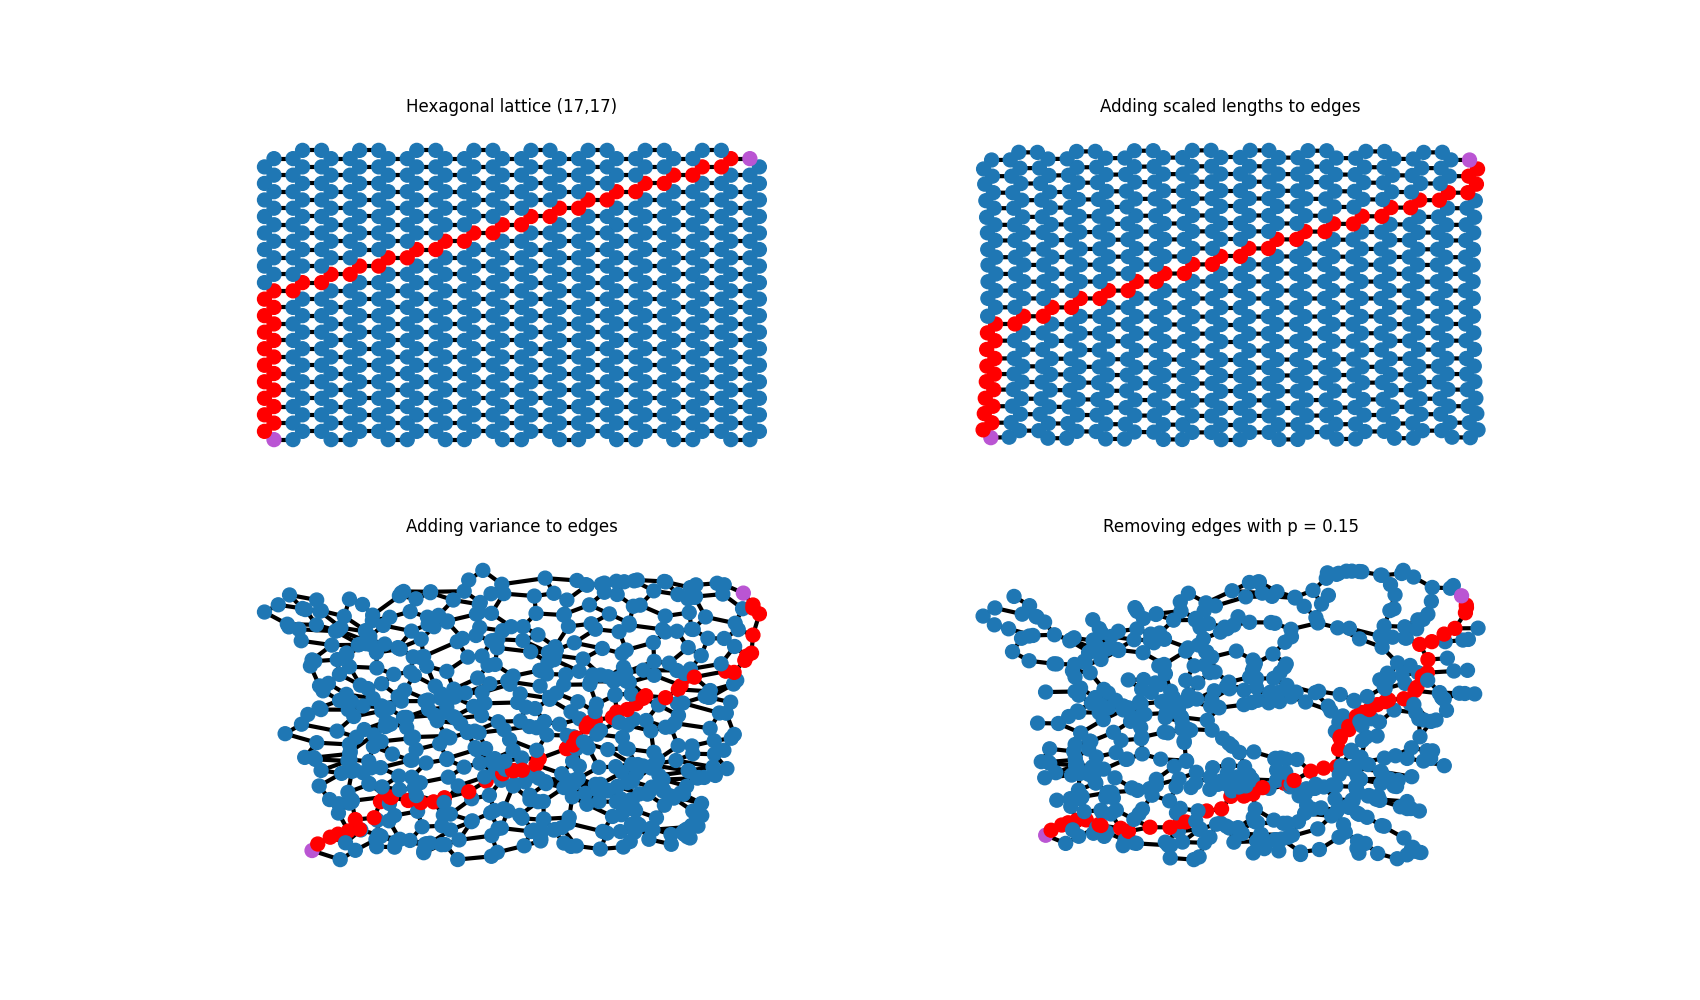 Hexagonal lattice (17,17)
Adding scaled lengths to edges
Adding variance to edges
Removing edges with p = 0.15